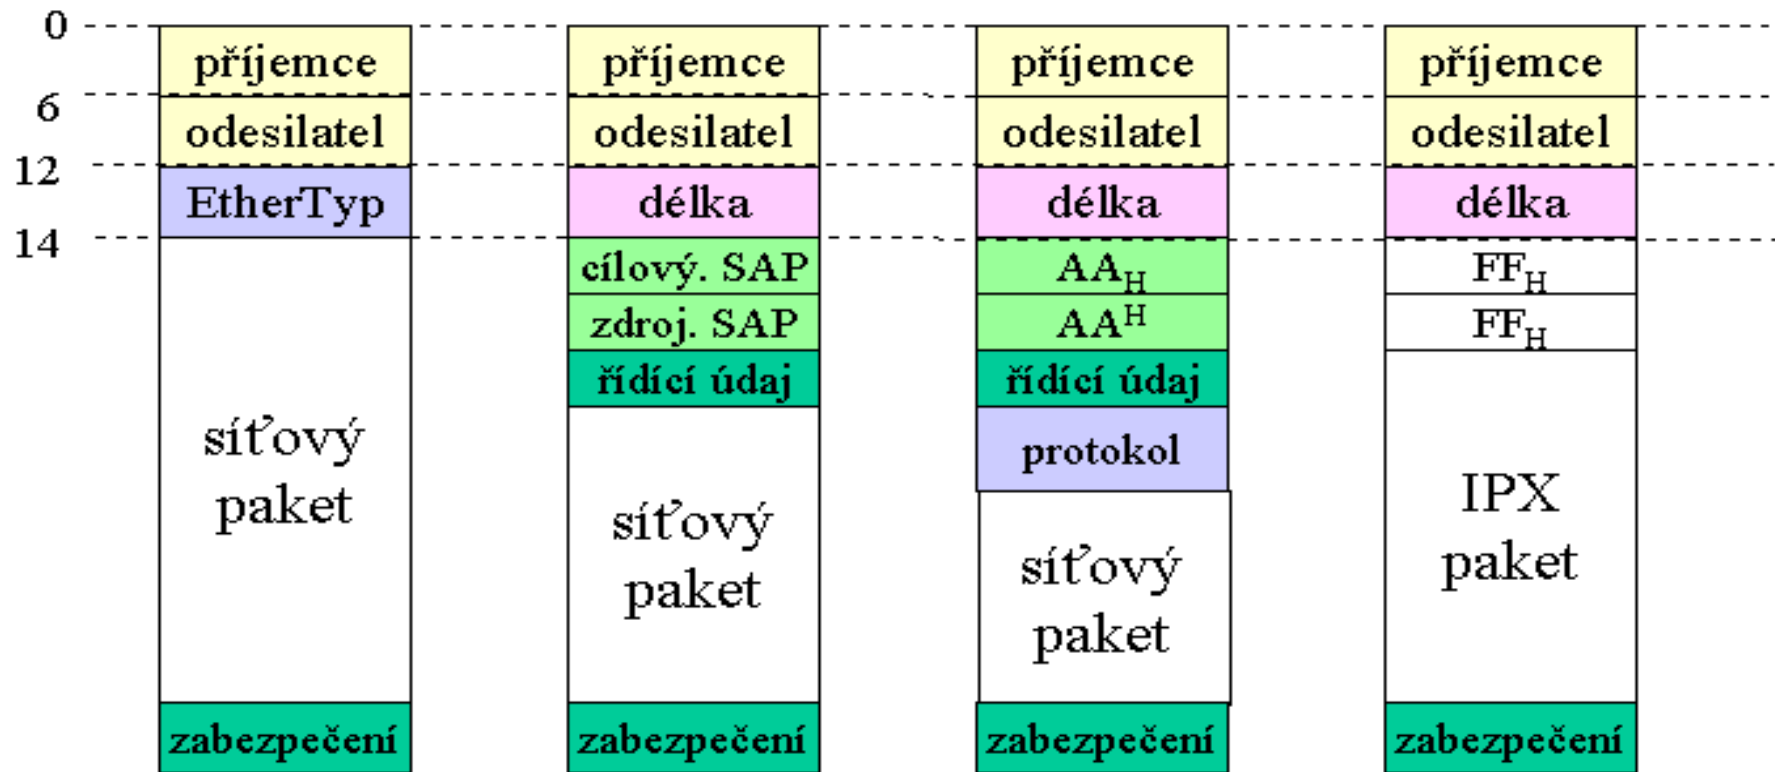 0
6
12
14
příjemce
odesilatel
EtherTyp
síťový
paket
zabezpečení
příjemce
odesilatel
délka
cílový. SAP
zdroj. SAP
řídící údaj
síťový
paket
zabezpečení
příjemce
odesilatel
délka
AAH
AAH
řídící údaj
protokol
síťový
paket
zabezpečení
příjemce
odesilatel
délka
FFH
FFH
IPX
paket
zabezpečení